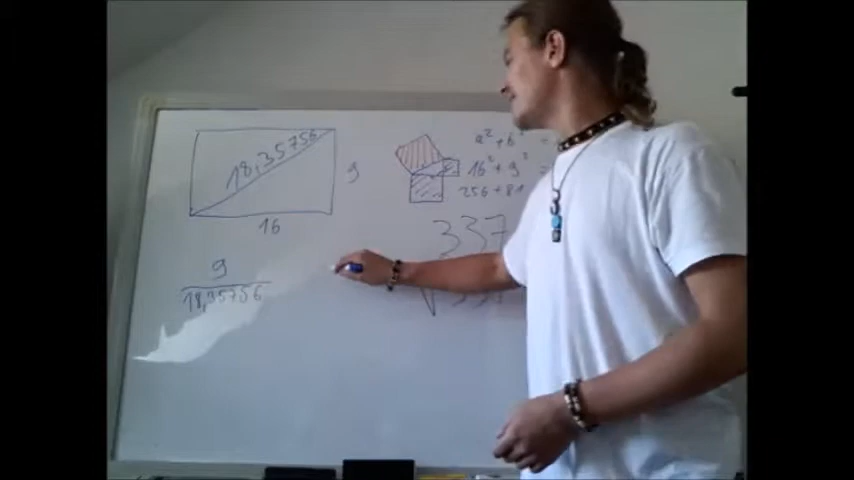 18,35756
9
16
a² + b² =
16² + 9² =
256 + 81
337
9
18,35756